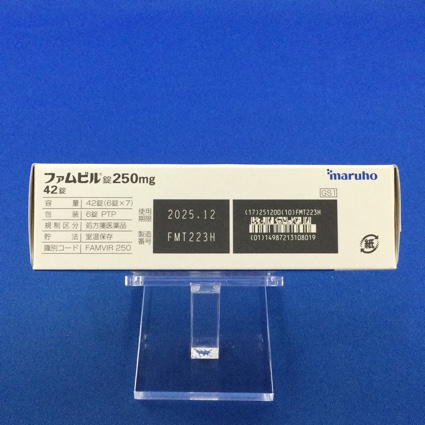 ファムビル錠250mg
42錠
maruho
GS1
容量 42錠(6錠×7)
包装 6錠 PTP
規制区分 処方箋医薬品
貯法 室温保存
識別コード FAMVIR 250
使用期限 2025.12
製造番号 FMT223H
(17)251200(10)FMT223H
(01)14987213108019
紙